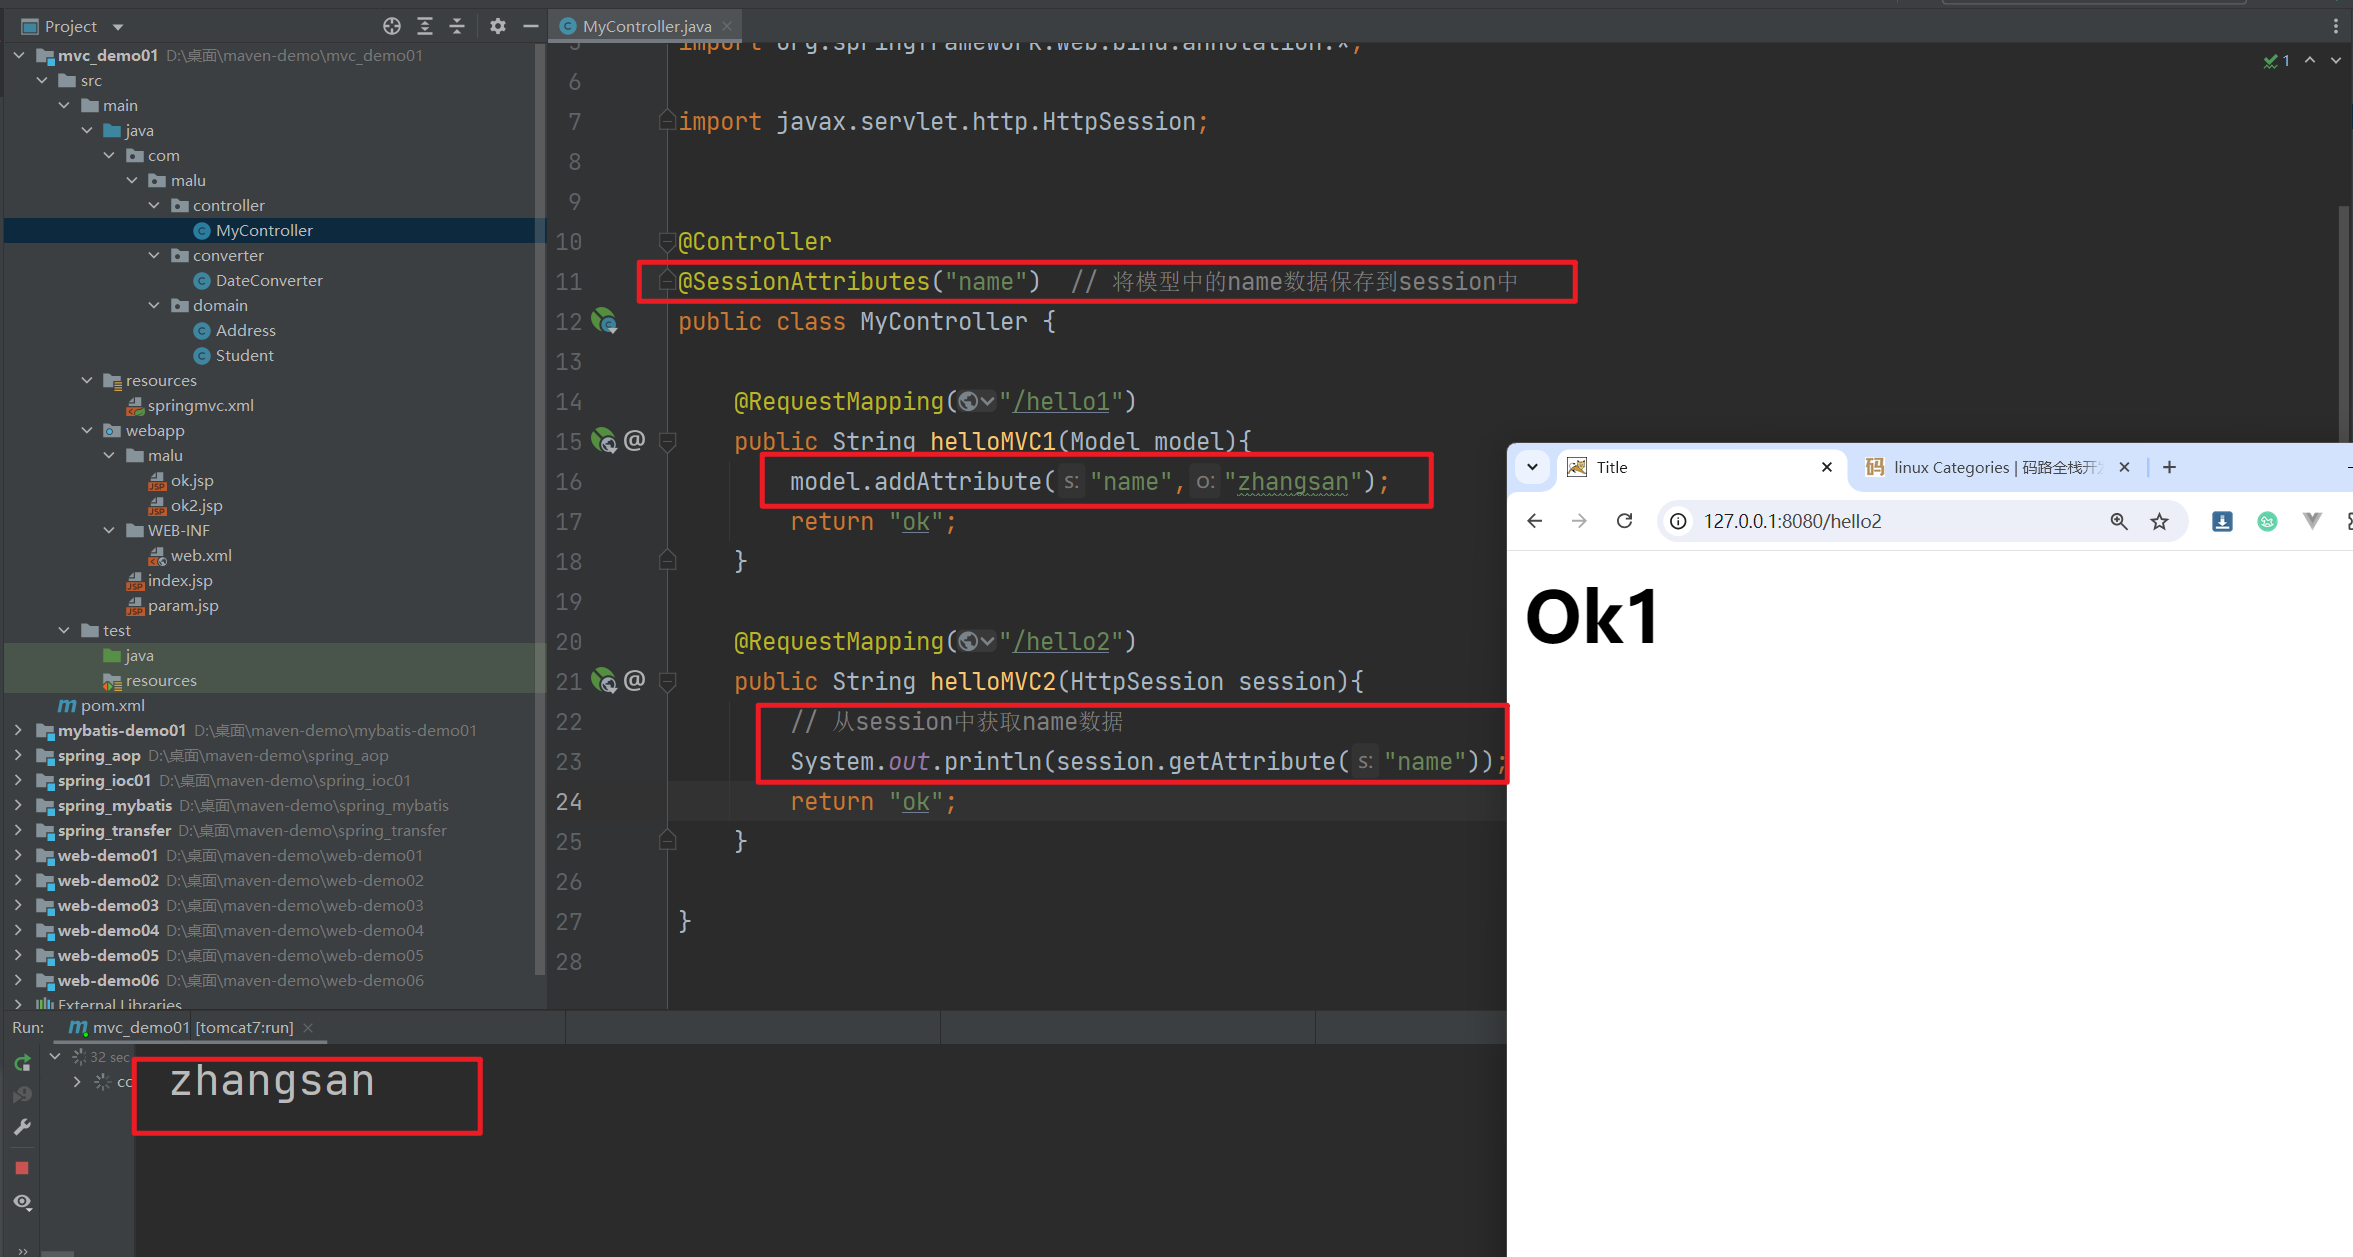 Project
mvc_demo01 D:\桌面\maven-demo\mvc_demo01
src
main
java
com
malu
controller
MyController
converter
DateConverter
domain
Address
Student
resources
springmvc.xml
webapp
malu
ok.jsp
ok2.jsp
WEB-INF
web.xml
index.jsp
param.jsp
test
java
resources
pom.xml
mybatis-demo01 D:\桌面\maven-demo\mybatis-demo01
spring_aop D:\桌面\maven-demo\spring_aop
spring_ioc01 D:\桌面\maven-demo\spring_ioc01
spring_mybatis D:\桌面\maven-demo\spring_mybatis
spring_transfer D:\桌面\maven-demo\spring_transfer
web-demo01 D:\桌面\maven-demo\web-demo01
web-demo02 D:\桌面\maven-demo\web-demo02
web-demo03 D:\桌面\maven-demo\web-demo03
web-demo04 D:\桌面\maven-demo\web-demo04
web-demo05 D:\桌面\maven-demo\web-demo05
web-demo06 D:\桌面\maven-demo\web-demo06
External Libraries
MyController.java
1
5 import org.springframework.web.bind.annotation.*;
6
7 import javax.servlet.http.HttpSession;
8
9
10 @Controller
11 @SessionAttributes("name") // 将模型中的name数据保存到session中
12 public class MyController {
13
14 @RequestMapping("/hello1")
15 @ public String helloMVC1(Model model){
16 model.addAttribute( s: "name", o: "zhangsan");
17 return "ok";
18 }
19
20 @RequestMapping("/hello2")
21 @ public String helloMVC2(HttpSession session){
22 // 从session中获取name数据
23 System.out.println(session.getAttribute( s: "name"));
24 return "ok";
25 }
26
27 }
28
Title
linux Categories | 码路全栈开
127.0.0.1:8080/hello2
Ok1
Run: mvc_demo01 [tomcat7:run]
32 sec
cc
zhangsan